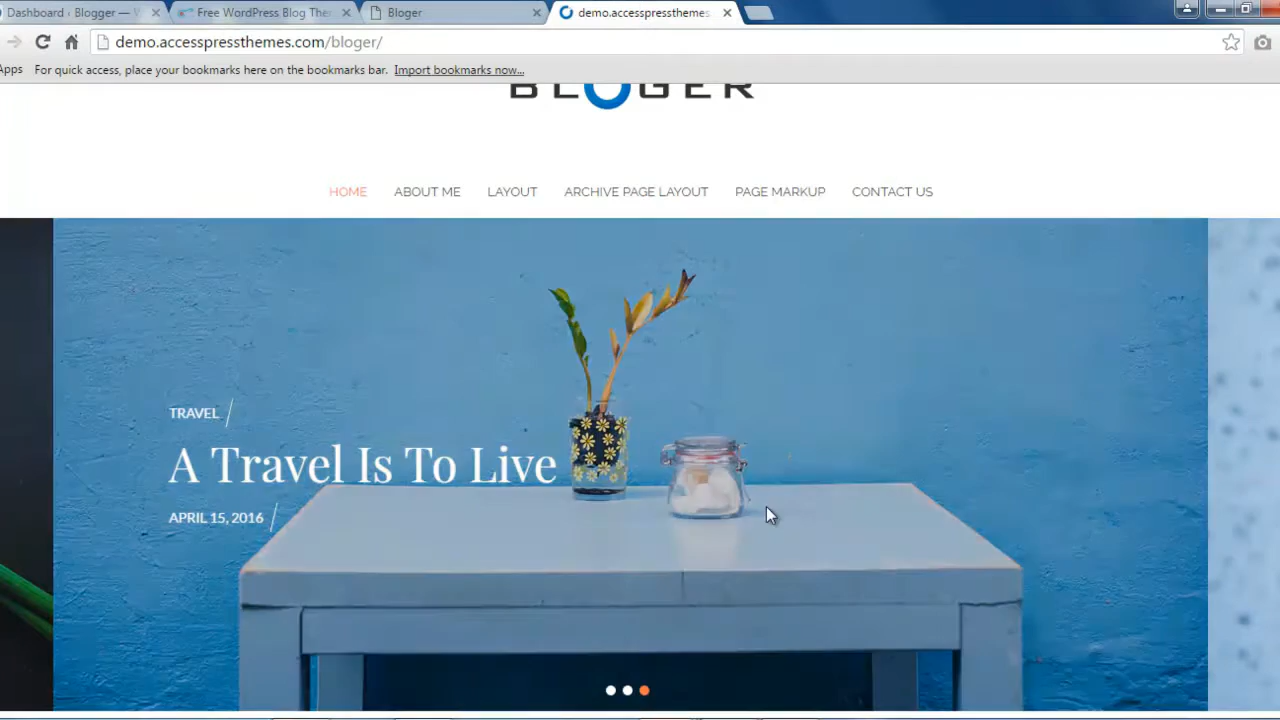 Dashboard ‹ Blogger — W
Free WordPress Blog Ther
Bloger
demo.accesspressthemes
demo.accesspressthemes.com/bloger/
Apps For quick access, place your bookmarks here on the bookmarks bar. Import bookmarks now...
BLOGER
HOME ABOUT ME LAYOUT ARCHIVE PAGE LAYOUT PAGE MARKUP CONTACT US
TRAVEL
A Travel Is To Live
APRIL 15, 2016